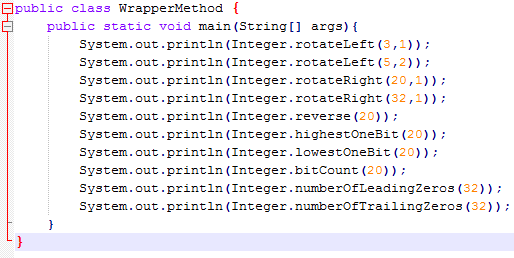 public class WrapperMethod {
public static void main(String[] args){
System.out.println(Integer.rotateLeft(3,1));
System.out.println(Integer.rotateLeft(5,2));
System.out.println(Integer.rotateRight(20,1));
System.out.println(Integer.rotateRight(32,1));
System.out.println(Integer.reverse(20));
System.out.println(Integer.highestOneBit(20));
System.out.println(Integer.lowestOneBit(20));
System.out.println(Integer.bitCount(20));
System.out.println(Integer.numberOfLeadingZeros(32));
System.out.println(Integer.numberOfTrailingZeros(32));
}
}